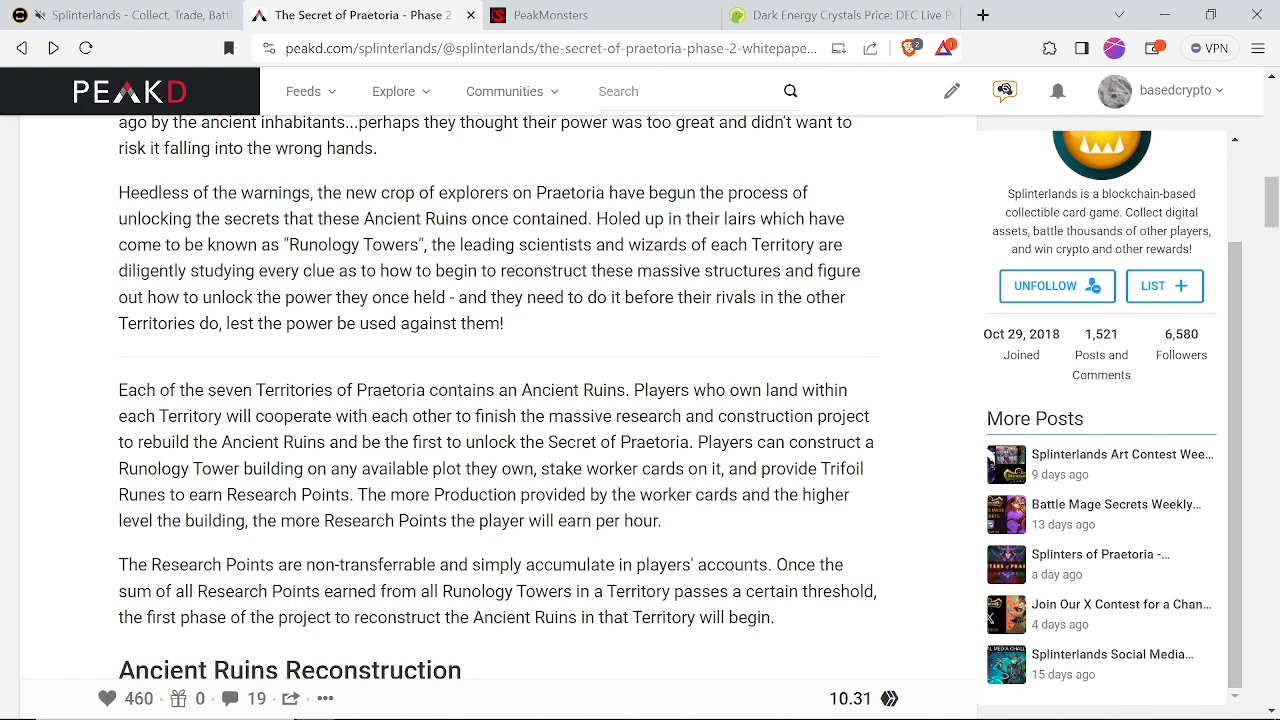 Splinterlands - Collect, Trade, Battl
The Secret of Praetoria - Phase 2
PeakMonsters
Dark Energy Crystals Price: DEC Live P
peakd.com/splinterlands/@splinterlands/the-secret-of-praetoria-phase-2-whitepape...
2
1
VPN
PEAKD
Feeds
Explore
Communities
Search
basedcrypto
ago by the ancient inhabitants...perhaps they thought their power was too great and didn't want to
risk it falling into the wrong hands.
Heedless of the warnings, the new crop of explorers on Praetoria have begun the process of
unlocking the secrets that these Ancient Ruins once contained. Holed up in their lairs which have
come to be known as "Runology Towers", the leading scientists and wizards of each Territory are
diligently studying every clue as to how to begin to reconstruct these massive structures and figure
out how to unlock the power they once held - and they need to do it before their rivals in the other
Territories do, lest the power be used against them!
Each of the seven Territories of Praetoria contains an Ancient Ruins. Players who own land within
each Territory will cooperate with each other to finish the massive research and construction project
to rebuild the Ancient Ruins and be the first to unlock the Secret of Praetoria. Players can construct a
Runology Tower building on any available plot they own, stake worker cards on it, and provide Trifoil
Runes to earn Research Points. The more Production provided by the worker cards and the higher
level the building, the more Research Points the player will earn per hour.
The Research Points are non-transferrable and simply accumulate in players' accounts. Once the
sum of all Research Points earned from all Runology Towers in a Territory passes a certain threshold,
the first phase of the project to reconstruct the Ancient Ruins in that Territory will begin.
Ancient Ruins Reconstruction
460
0
19
10.31
Splinterlands is a blockchain-based
collectible card game. Collect digital
assets, battle thousands of other players,
and win crypto and other rewards!
UNFOLLOW
LIST
Oct 29, 2018
1,521
6,580
Joined
Posts and
Comments
Followers
More Posts
Splinterlands Art Contest Wee...
9 days ago
Battle Mage Secrets Weekly...
13 days ago
Splinters of Praetoria -...
a day ago
Join Our X Contest for a Chan...
4 days ago
Splinterlands Social Media...
15 days ago